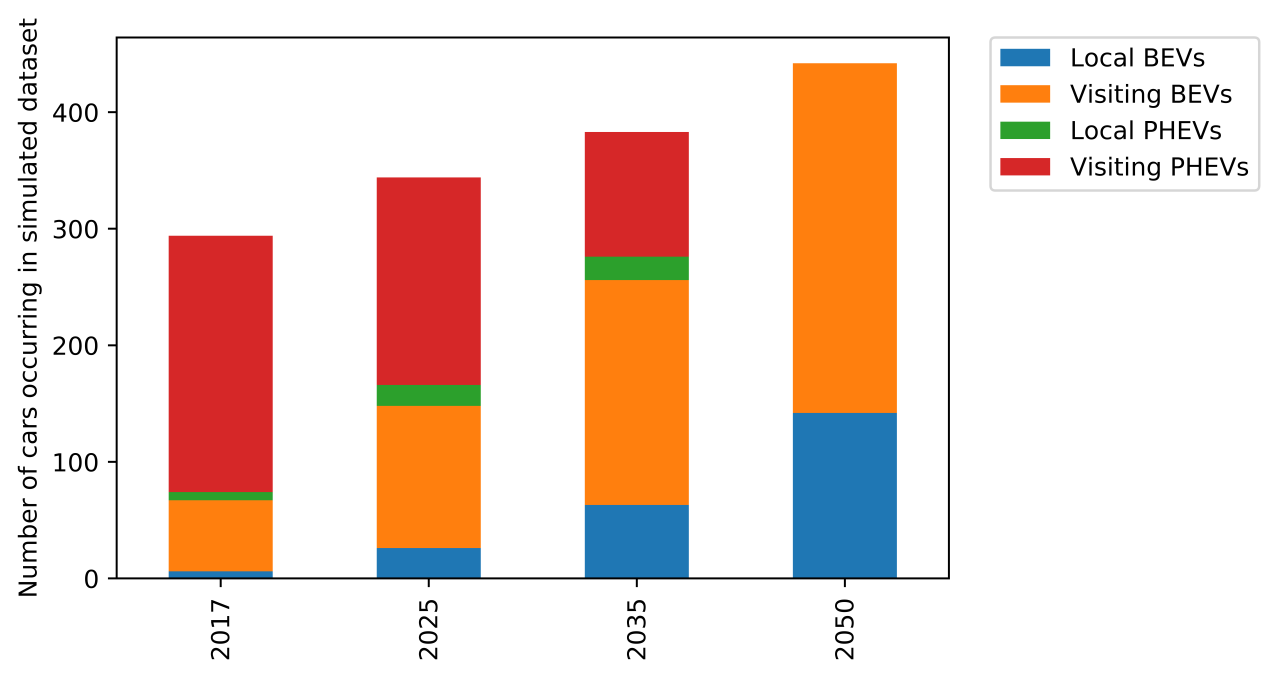 Number of cars occurring in simulated dataset
400
300
200
100
0
2017
2025
2035
2050
Local BEVs
Visiting BEVs
Local PHEVs
Visiting PHEVs